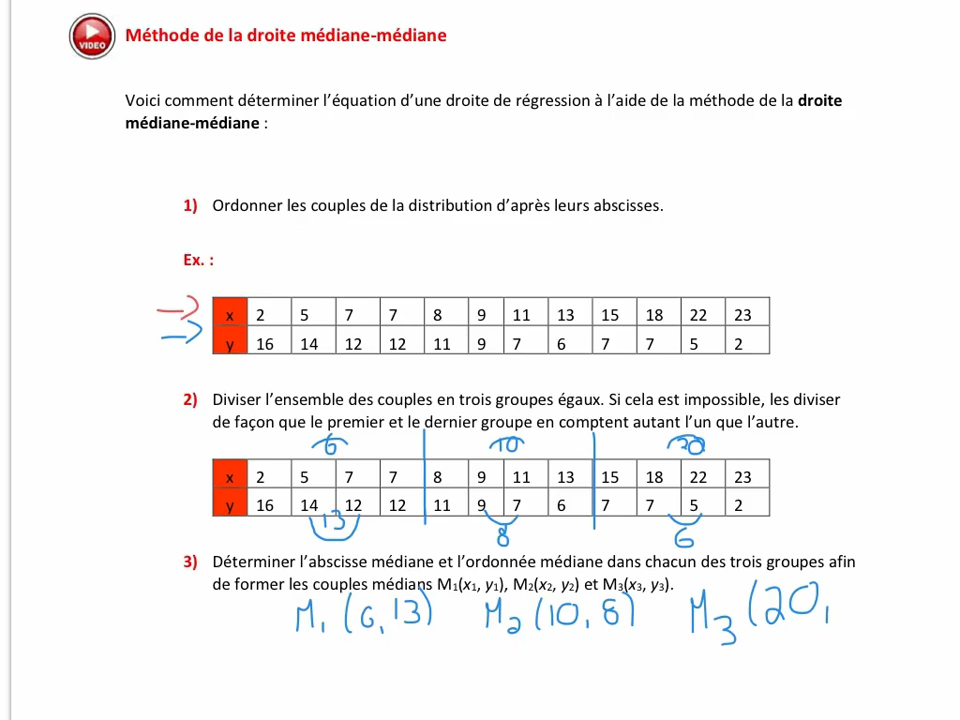 VIDEO
Méthode de la droite médiane-médiane
Voici comment déterminer l'équation d'une droite de régression à l'aide de la méthode de la droite
médiane-médiane :
1) Ordonner les couples de la distribution d'après leurs abscisses.
Ex. :
x 2 5 7 7 8 9 11 13 15 18 22 23
y 16 14 12 12 11 9 7 6 7 7 5 2
2) Diviser l'ensemble des couples en trois groupes égaux. Si cela est impossible, les diviser
de façon que le premier et le dernier groupe en comptent autant l'un que l'autre.
6 10 20
x 2 5 7 7 8 9 11 13 15 18 22 23
y 16 14 12 12 11 9 7 6 7 7 5 2
13 8 6
3) Déterminer l'abscisse médiane et l'ordonnée médiane dans chacun des trois groupes afin
de former les couples médians M1(x1, y1), M2(x2, y2) et M3(x3, y3).
M1 (6, 13) M2 (10, 8) M3 (20,